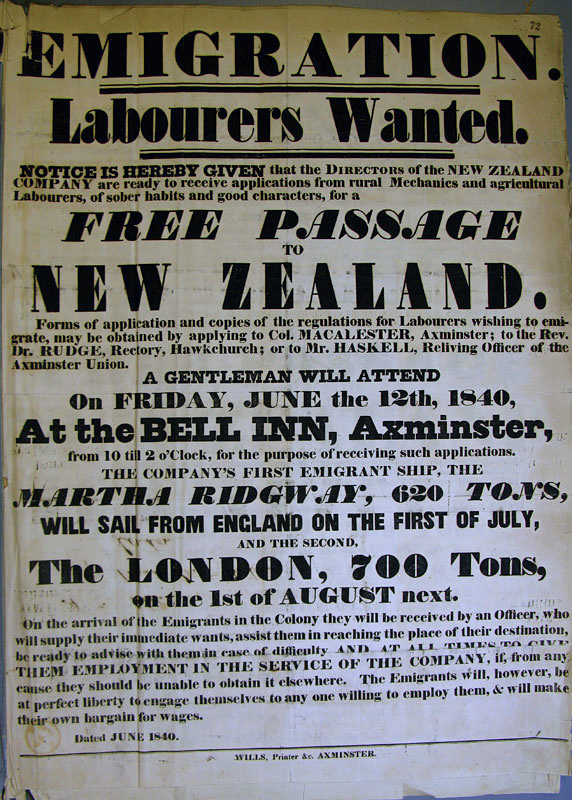 72
EMIGRATION.
Labourers Wanted.
NOTICE IS HEREBY GIVEN that the DIRECTORS of the NEW ZEALAND
COMPANY are ready to receive applications from rural Mechanics and agricultural
Labourers, of sober habits and good characters, for a
FREE PASSAGE
TO
NEW ZEALAND.
Forms of application and copies of the regulations for Labourers wishing to emi-
grate, may be obtained by applying to Col. MACALESTER, Axminster; to the Rev.
Dr. RUDGE, Rectory, Hawkchurch; or to Mr. HASKELL, Reliving Officer of the
Axminster Union.
A GENTLEMAN WILL ATTEND
On FRIDAY, JUNE the 12th, 1840,
At the BELL INN, Axminster,
from 10 till 2 o'Clock, for the purpose of receiving such applications.
THE COMPANY'S FIRST EMIGRANT SHIP, THE
MARTHA RIDGWAY, 620 TONS,
WILL SAIL FROM ENGLAND ON THE FIRST OF JULY,
AND THE SECOND,
The LONDON, 700 Tons,
on the 1st of AUGUST next.
On the arrival of the Emigrants in the Colony they will be received by an Officer, who
will supply their immediate wants, assist them in reaching the place of their destination,
be ready to advise with them in case of difficulty AND AT ALL TIMES TO GIVE
THEM EMPLOYMENT IN THE SERVICE OF THE COMPANY, if, from any
cause they should be unable to obtain it elsewhere. The Emigrants will, however, be
at perfect liberty to engage themselves to any one willing to employ them, & will make
their own bargain for wages.
Dated JUNE 1840.
WILLS, Printer &c. AXMINSTER.